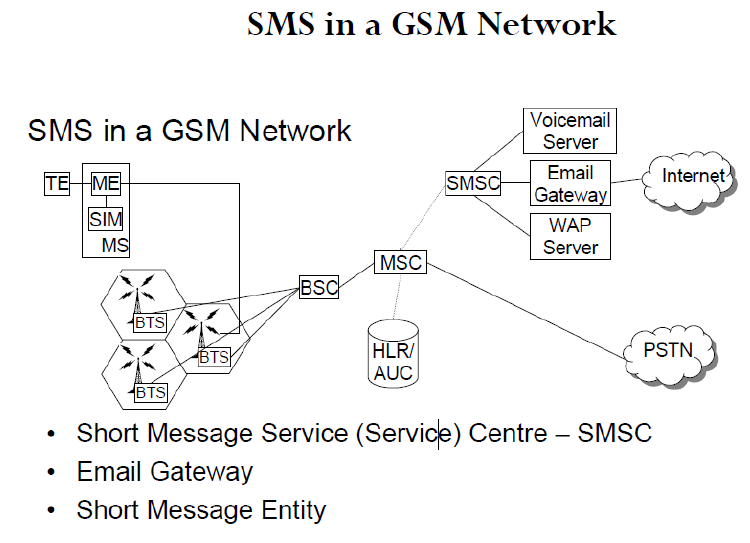 SMS in a GSM Network
SMS in a GSM Network
Voicemail
Server
TE
ME
SMSC
Email
Gateway
Internet
SIM
MS
WAP
Server
MSC
BSC
BTS
BTS
HLR/
AUC
PSTN
BTS
• Short Message Service (Service) Centre – SMSC
• Email Gateway
• Short Message Entity